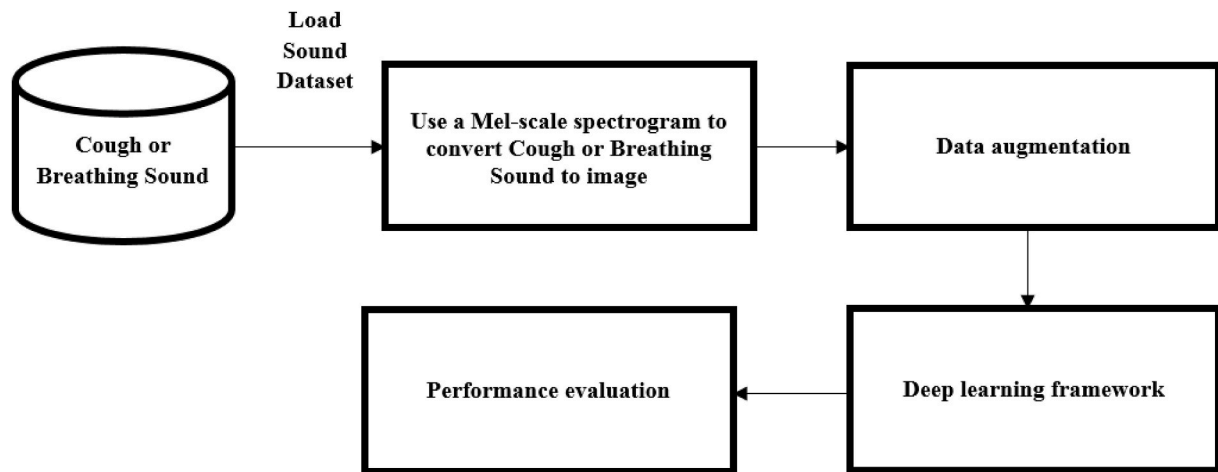 Load
Sound
Dataset
Cough or
Breathing Sound
Use a Mel-scale spectrogram to
convert Cough or Breathing
Sound to image
Data augmentation
Deep learning framework
Performance evaluation